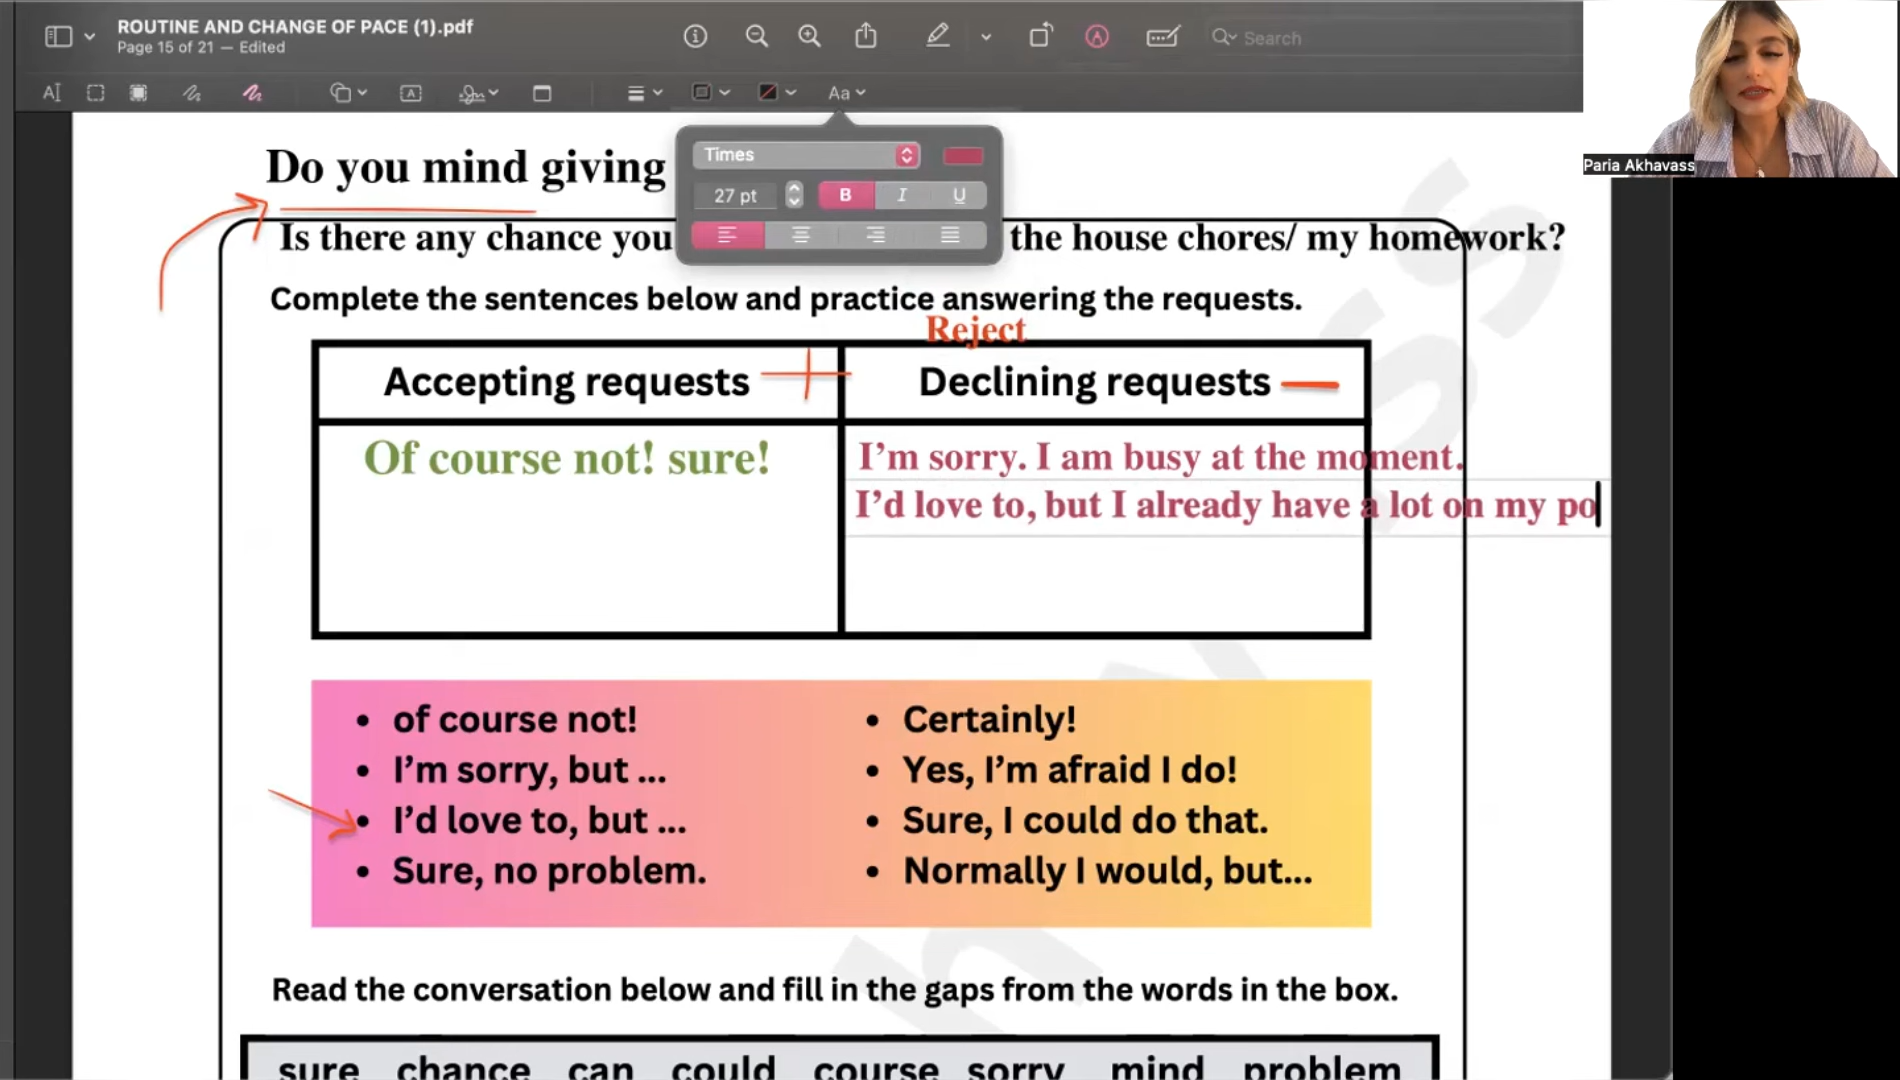 ROUTINE AND CHANGE OF PACE (1).pdf
Page 15 of 21 — Edited
Search
Aa
Times
27 pt
B I U
Paria Akhavass
Do you mind giving
Is there any chance you the house chores/ my homework?
Complete the sentences below and practice answering the requests.
Reject
Accepting requests
Declining requests
Of course not! sure!
I'm sorry. I am busy at the moment.
I'd love to, but I already have a lot on my po
• of course not!
• I'm sorry, but ...
• I'd love to, but ...
• Sure, no problem.
• Certainly!
• Yes, I'm afraid I do!
• Sure, I could do that.
• Normally I would, but...
Read the conversation below and fill in the gaps from the words in the box.
sure chance can could course sorry mind problem